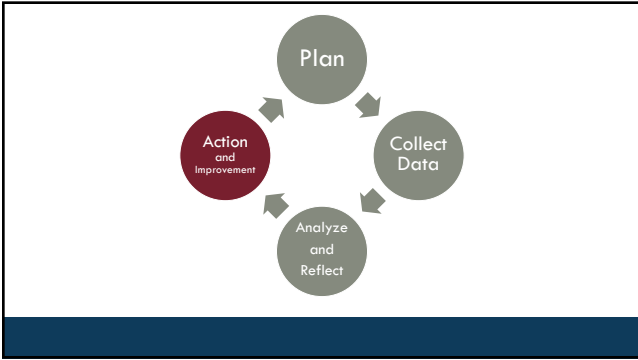 Plan
Collect
Data
Analyze
and
Reflect
Action
and
Improvement